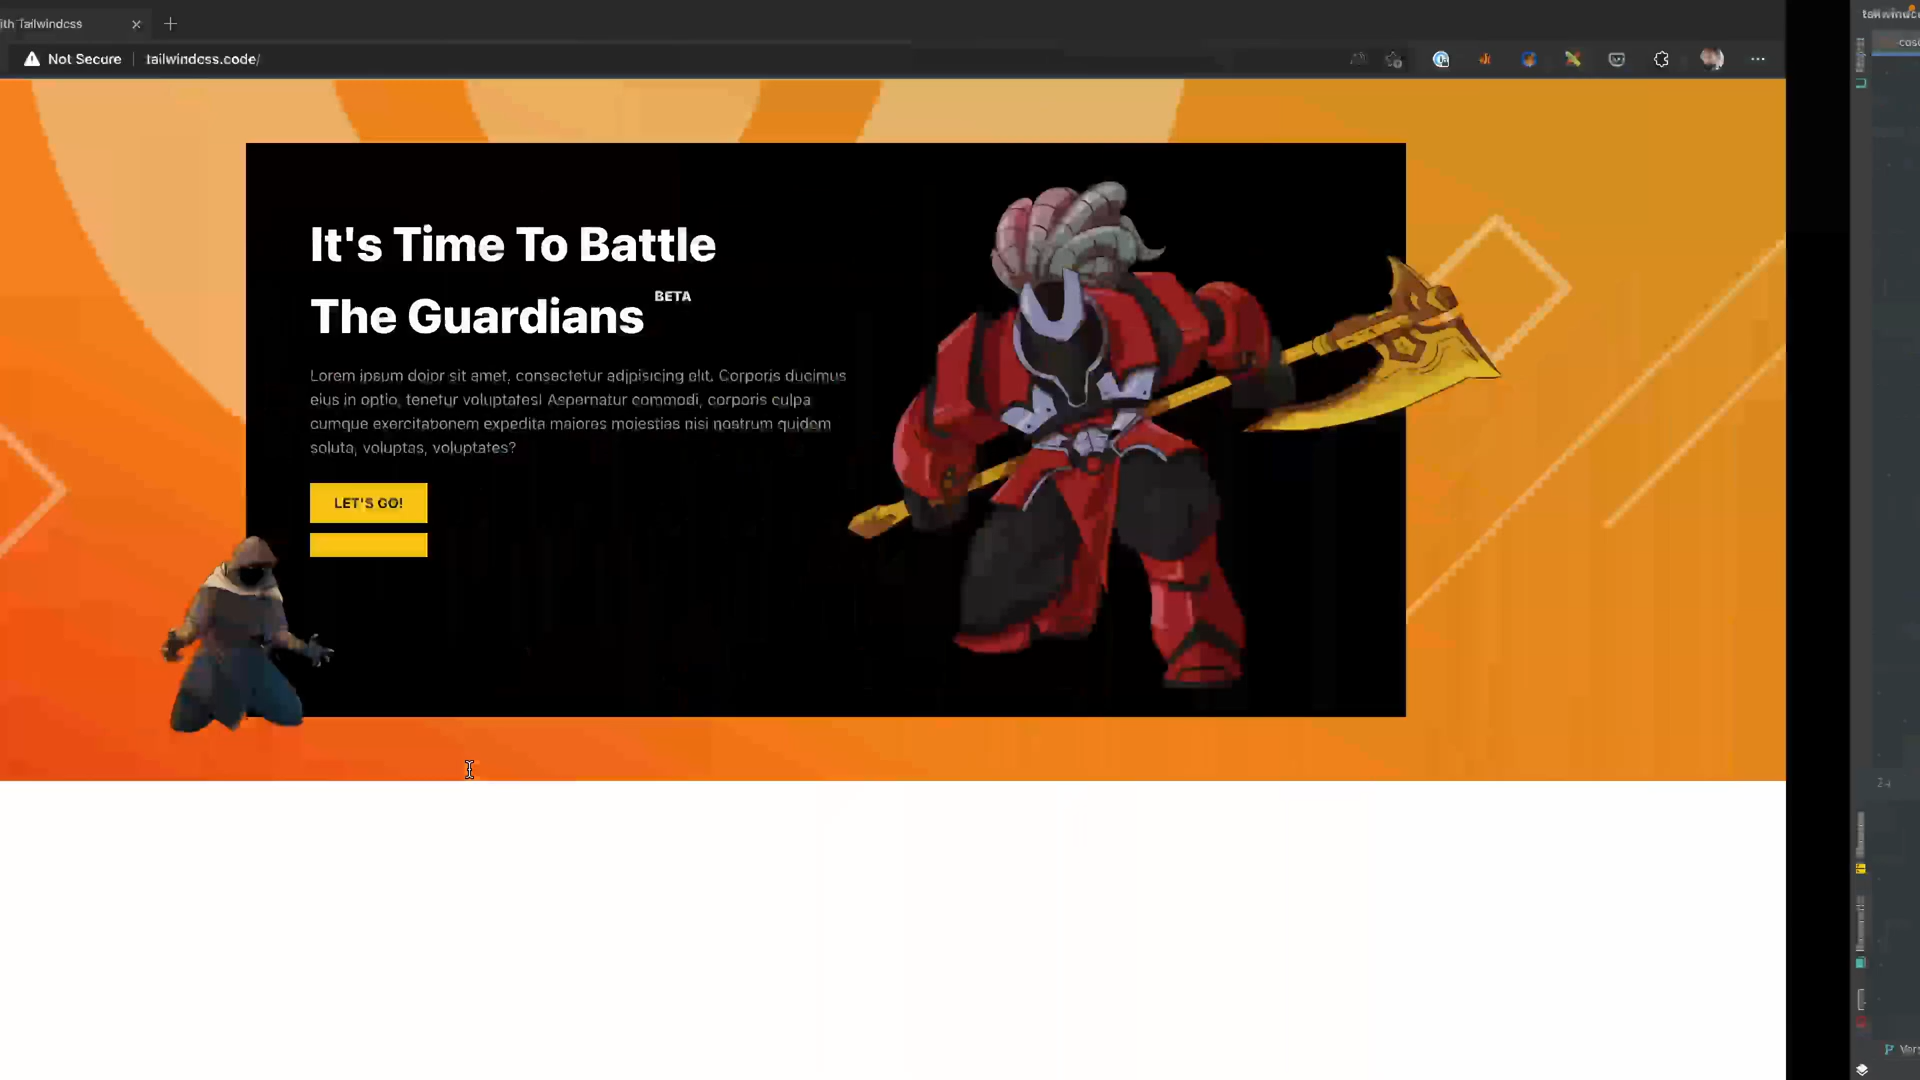 ith Tailwindcss
Not Secure
tailwindcss.code/
It's Time To Battle
The Guardians BETA
Lorem ipsum dolor sit amet, consectetur adipisicing elit. Corporis ducimus
eius in optio, tenetur voluptates! Aspernatur commodi, corporis culpa
cumque exercitationem expedita maiores molestias nisi nostrum quidem
soluta, voluptas, voluptates?
LET'S GO!